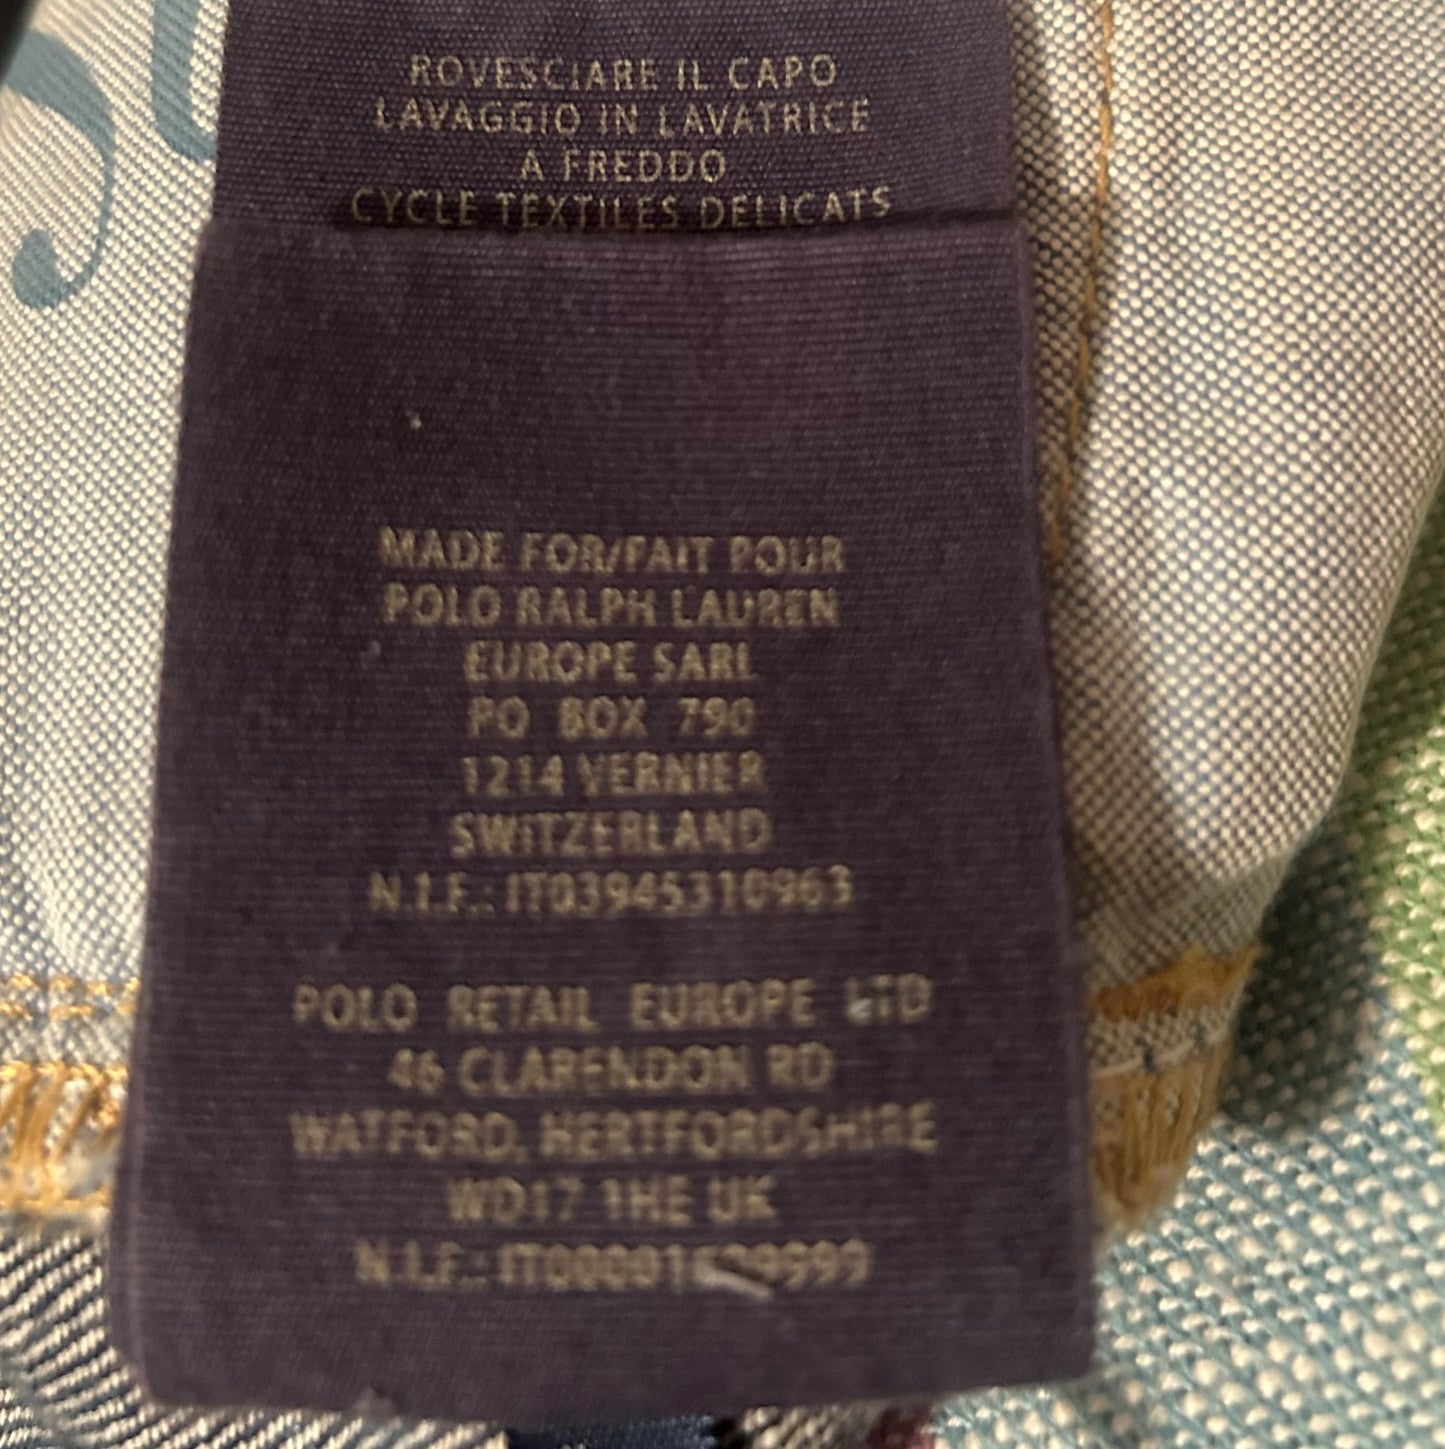 ROVESCIARE IL CAPO
LAVAGGIO IN LAVATRICE
A FREDDO
CYCLE TEXTILES DELICATS
MADE FOR/FAIT POUR
POLO RALPH LAUREN
EUROPE SARL
PO BOX 790
1214 VERNIER
SWITZERLAND
N.I.F.: IT03945310963
POLO RETAIL EUROPE LTD
46 CLARENDON RD
WATFORD, HERTFORDSHIRE
WD17 1HE UK
N.I.F.: